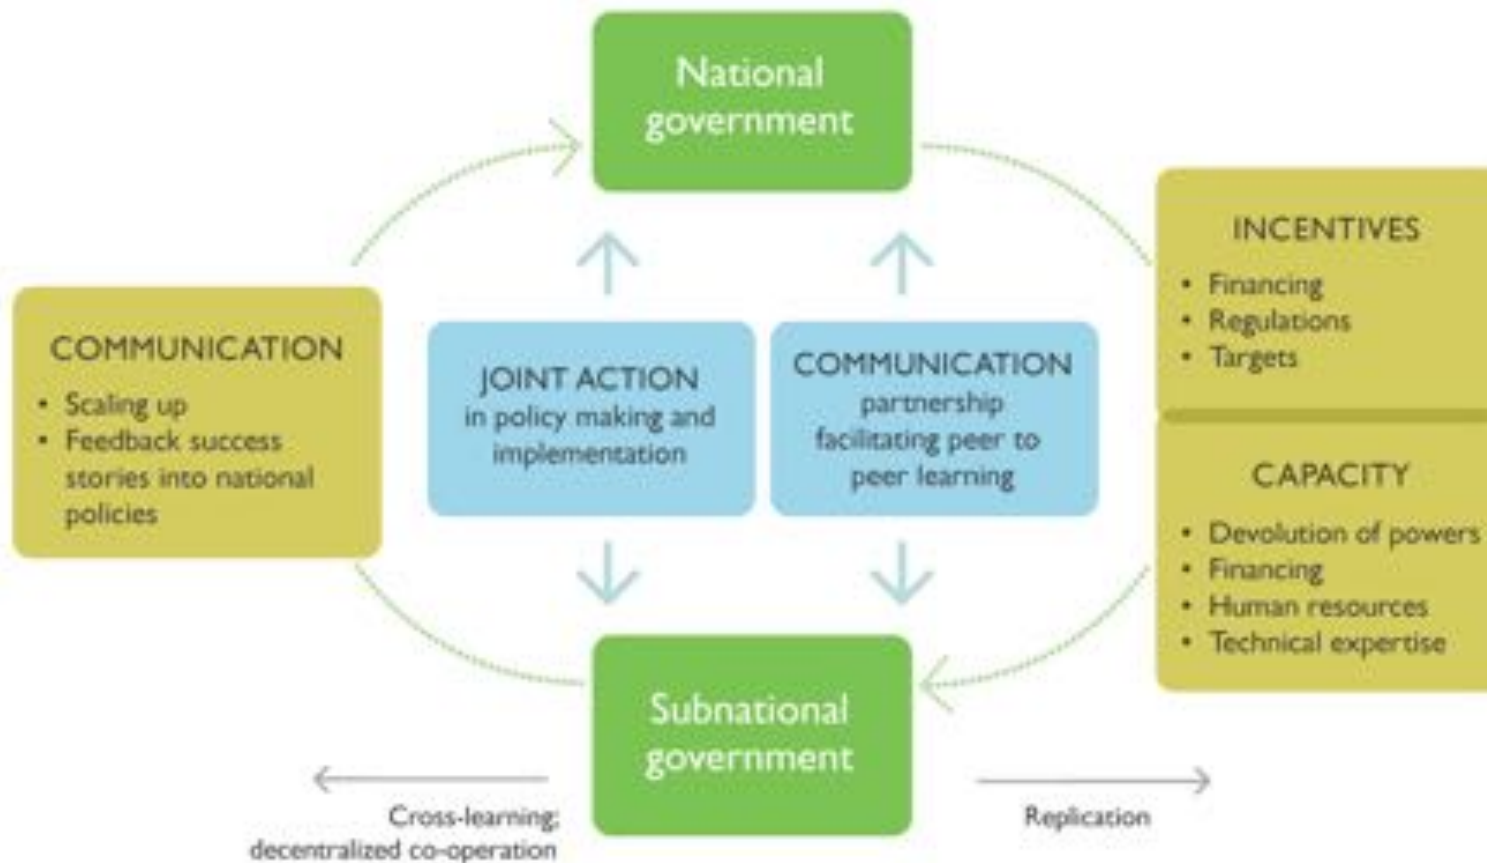 National
government
INCENTIVES
• Financing
• Regulations
• Targets
COMMUNICATION
• Scaling up
• Feedback success
stories into national
policies
JOINT ACTION
in policy making and
implementation
COMMUNICATION
partnership
facilitating peer to
peer learning
CAPACITY
• Devolution of powers
• Financing
• Human resources
• Technical expertise
Subnational
government
Cross-learning;
decentralized co-operation
Replication